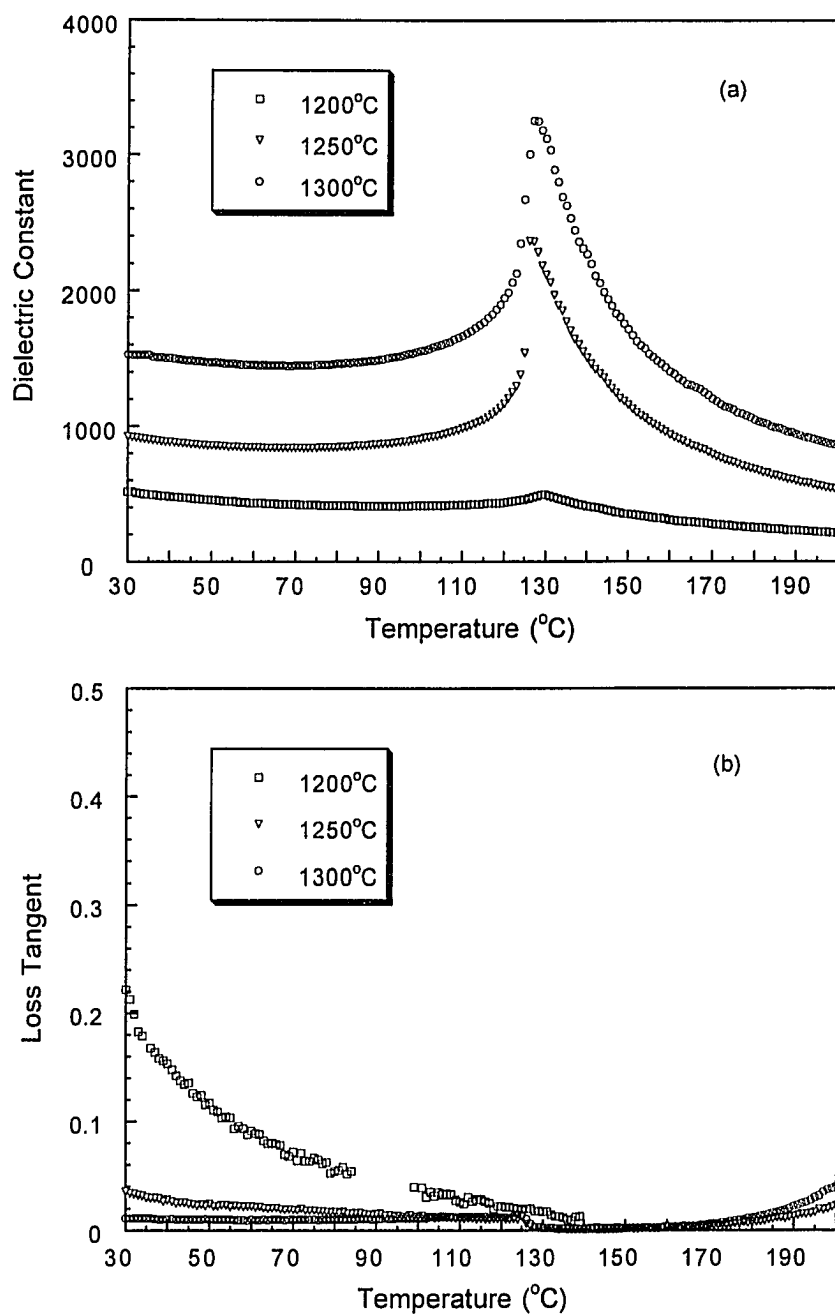 4000
3000
2000
1000
0
Dielectric Constant
1200°C
1250°C
1300°C
(a)
30 50 70 90 110 130 150 170 190
Temperature (°C)
0.5
0.4
0.3
0.2
0.1
0
Loss Tangent
1200°C
1250°C
1300°C
(b)
30 50 70 90 110 130 150 170 190
Temperature (°C)